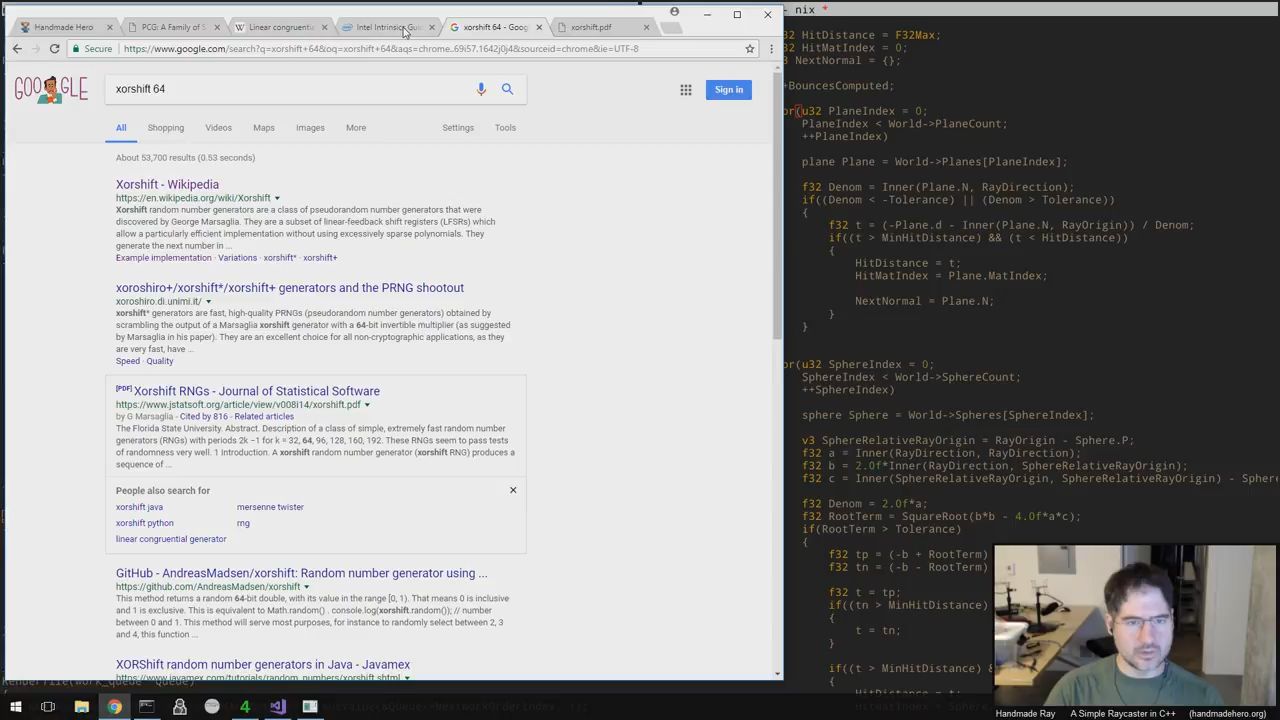 - nix *
Handmade Hero
PCG: A Family of S
Linear congruentia
Intel Intrinsics Gui
xorshift 64 - Goog
xorshift.pdf
Secure
https://www.google.com/search?q=xorshift+64&oq=xorshift+64&aqs=chrome..69i57.1642j0j4&sourceid=chrome&ie=UTF-8
GOOGLE
xorshift 64
Sign in
All
Shopping
Videos
Maps
Images
More
Settings
Tools
About 53,700 results (0.53 seconds)
Xorshift - Wikipedia
https://en.wikipedia.org/wiki/Xorshift
Xorshift random number generators are a class of pseudorandom number generators that were
discovered by George Marsaglia. They are a subset of linear-feedback shift registers (LFSRs) which
allow a particularly efficient implementation without using excessively sparse polynomials. They
generate the next number in ...
Example implementation · Variations · xorshift* · xorshift+
xoroshiro+/xorshift*/xorshift+ generators and the PRNG shootout
xoroshiro.di.unimi.it/
xorshift* generators are fast, high-quality PRNGs (pseudorandom number generators) obtained by
scrambling the output of a Marsaglia xorshift generator with a 64-bit invertible multiplier (as suggested
by Marsaglia in his paper). They are an excellent choice for all non-cryptographic applications, as they
are very fast, have ...
Speed · Quality
[PDF] Xorshift RNGs - Journal of Statistical Software
https://www.jstatsoft.org/article/view/v008i14/xorshift.pdf
by G Marsaglia - Cited by 816 - Related articles
The Florida State University. Abstract. Description of a class of simple, extremely fast random number
generators (RNGs) with periods 2k −1 for k = 32, 64, 96, 128, 160, 192. These RNGs seem to pass tests
of randomness very well. 1 Introduction. A xorshift random number generator (xorshift RNG) produces a
sequence of ...
People also search for
xorshift java
mersenne twister
xorshift python
rng
linear congruential generator
GitHub - AndreasMadsen/xorshift: Random number generator using ...
https://github.com/AndreasMadsen/xorshift
This method returns a random 64-bit double, with its value in the range [0, 1). That means 0 is inclusive
and 1 is exclusive. This is equivalent to Math.random() . console.log(xorshift.random()); // number
between 0 and 1. This method will serve most purposes, for instance to randomly select between 2, 3
and 4, this function ...
XORShift random number generators in Java - Javamex
https://www.javamex.com/tutorials/random_numbers/xorshift.shtml
HitDistance = F32Max;
HitMatIndex = 0;
NextNormal = {};
+BouncesComputed;
or(u32 PlaneIndex = 0;
PlaneIndex < World->PlaneCount;
++PlaneIndex)
plane Plane = World->Planes[PlaneIndex];
f32 Denom = Inner(Plane.N, RayDirection);
if((Denom < -Tolerance) || (Denom > Tolerance))
{
f32 t = (-Plane.d - Inner(Plane.N, RayOrigin)) / Denom;
if((t > MinHitDistance) && (t < HitDistance))
{
HitDistance = t;
HitMatIndex = Plane.MatIndex;
NextNormal = Plane.N;
}
}
or(u32 SphereIndex = 0;
SphereIndex < World->SphereCount;
++SphereIndex)
sphere Sphere = World->Spheres[SphereIndex];
v3 SphereRelativeRayOrigin = RayOrigin - Sphere.P;
f32 a = Inner(RayDirection, RayDirection);
f32 b = 2.0f*Inner(RayDirection, SphereRelativeRayOrigin);
f32 c = Inner(SphereRelativeRayOrigin, SphereRelativeRayOrigin) - Spher
f32 Denom = 2.0f*a;
f32 RootTerm = SquareRoot(b*b - 4.0f*a*c);
if(RootTerm > Tolerance)
{
f32 tp = (-b + RootTerm)
f32 tn = (-b - RootTerm)
f32 t = tp;
if((tn > MinHitDistance)
{
t = tn;
}
if((t > MinHitDistance) &
{
Handmade Ray
A Simple Raycaster in C++
(handmadehero.org)